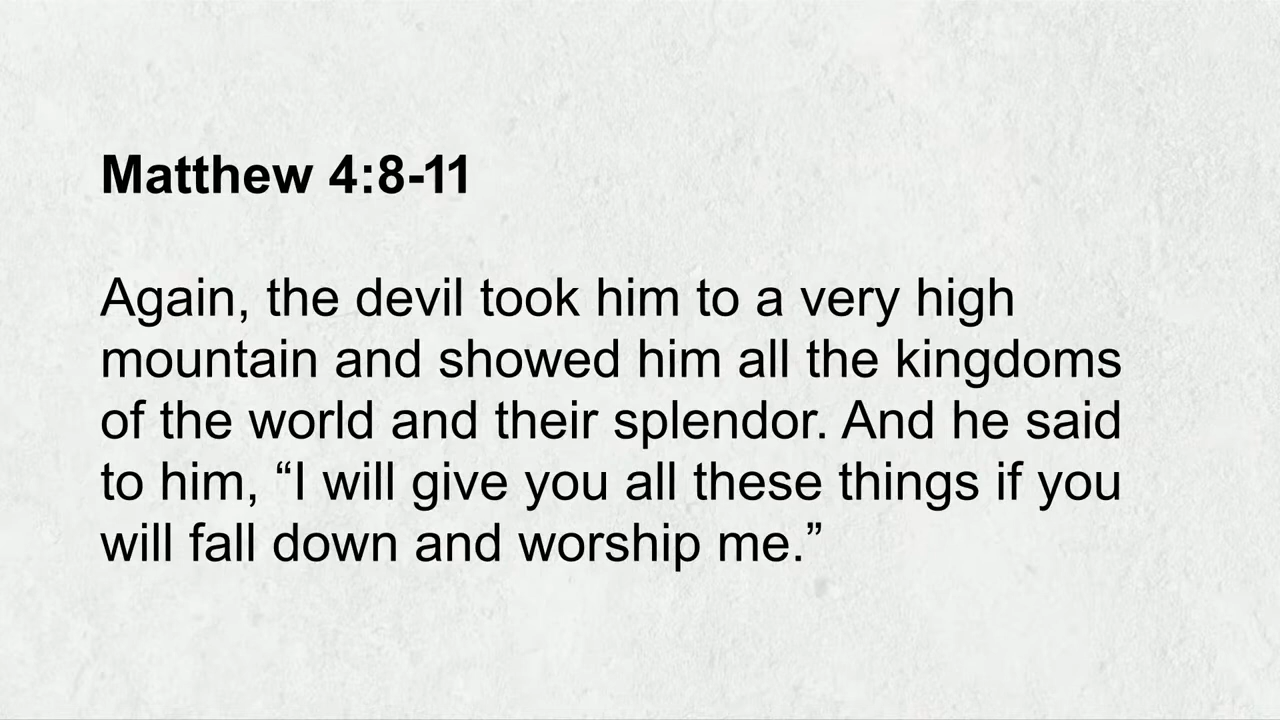 Matthew 4:8-11
Again, the devil took him to a very high
mountain and showed him all the kingdoms
of the world and their splendor. And he said
to him, “I will give you all these things if you
will fall down and worship me.”